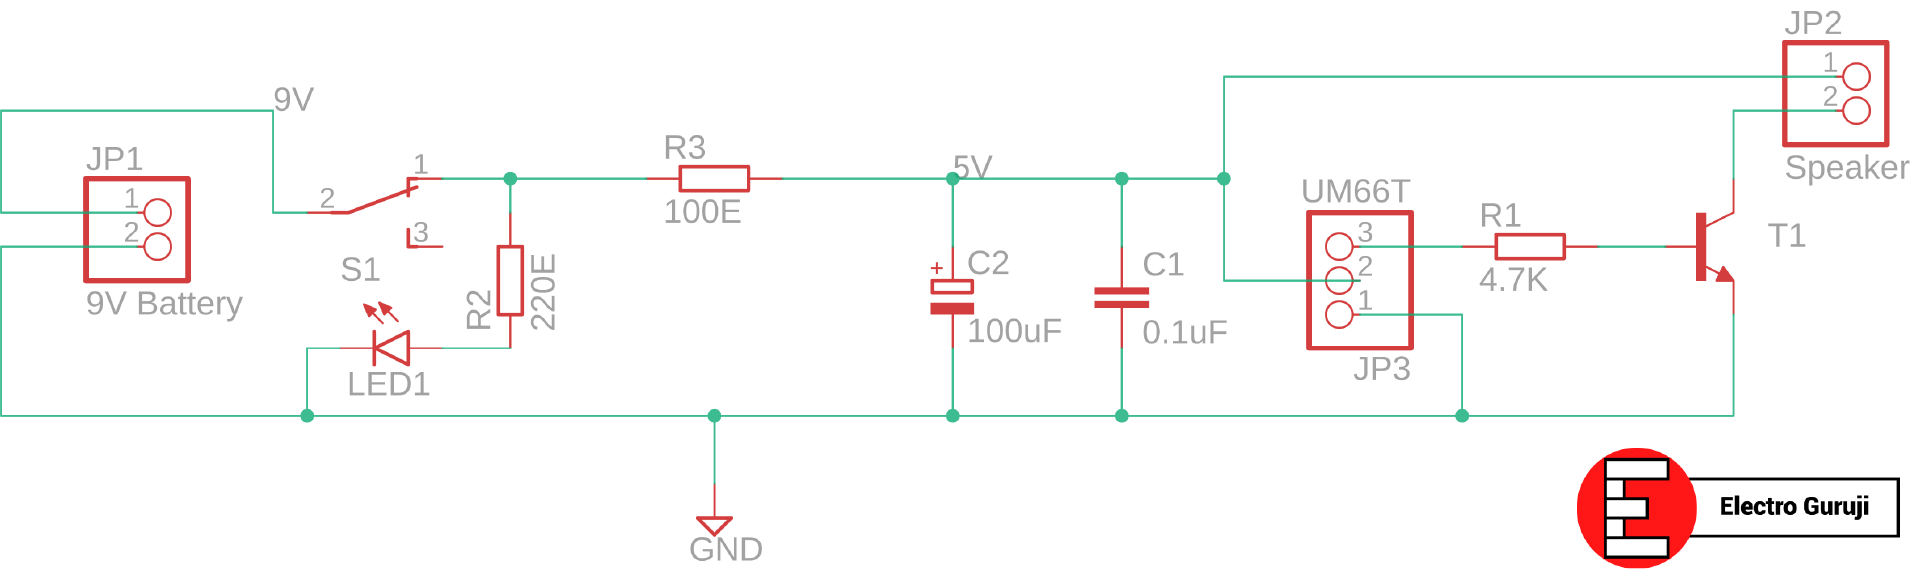 JP2
1
2
Speaker
9V
JP1
1
2
9V Battery
2
1
3
S1
R3
100E
R2
220E
LED1
5V
C2
+
100uF
C1
0.1uF
UM66T
3
2
1
JP3
R1
4.7K
T1
GND
Electro Guruji